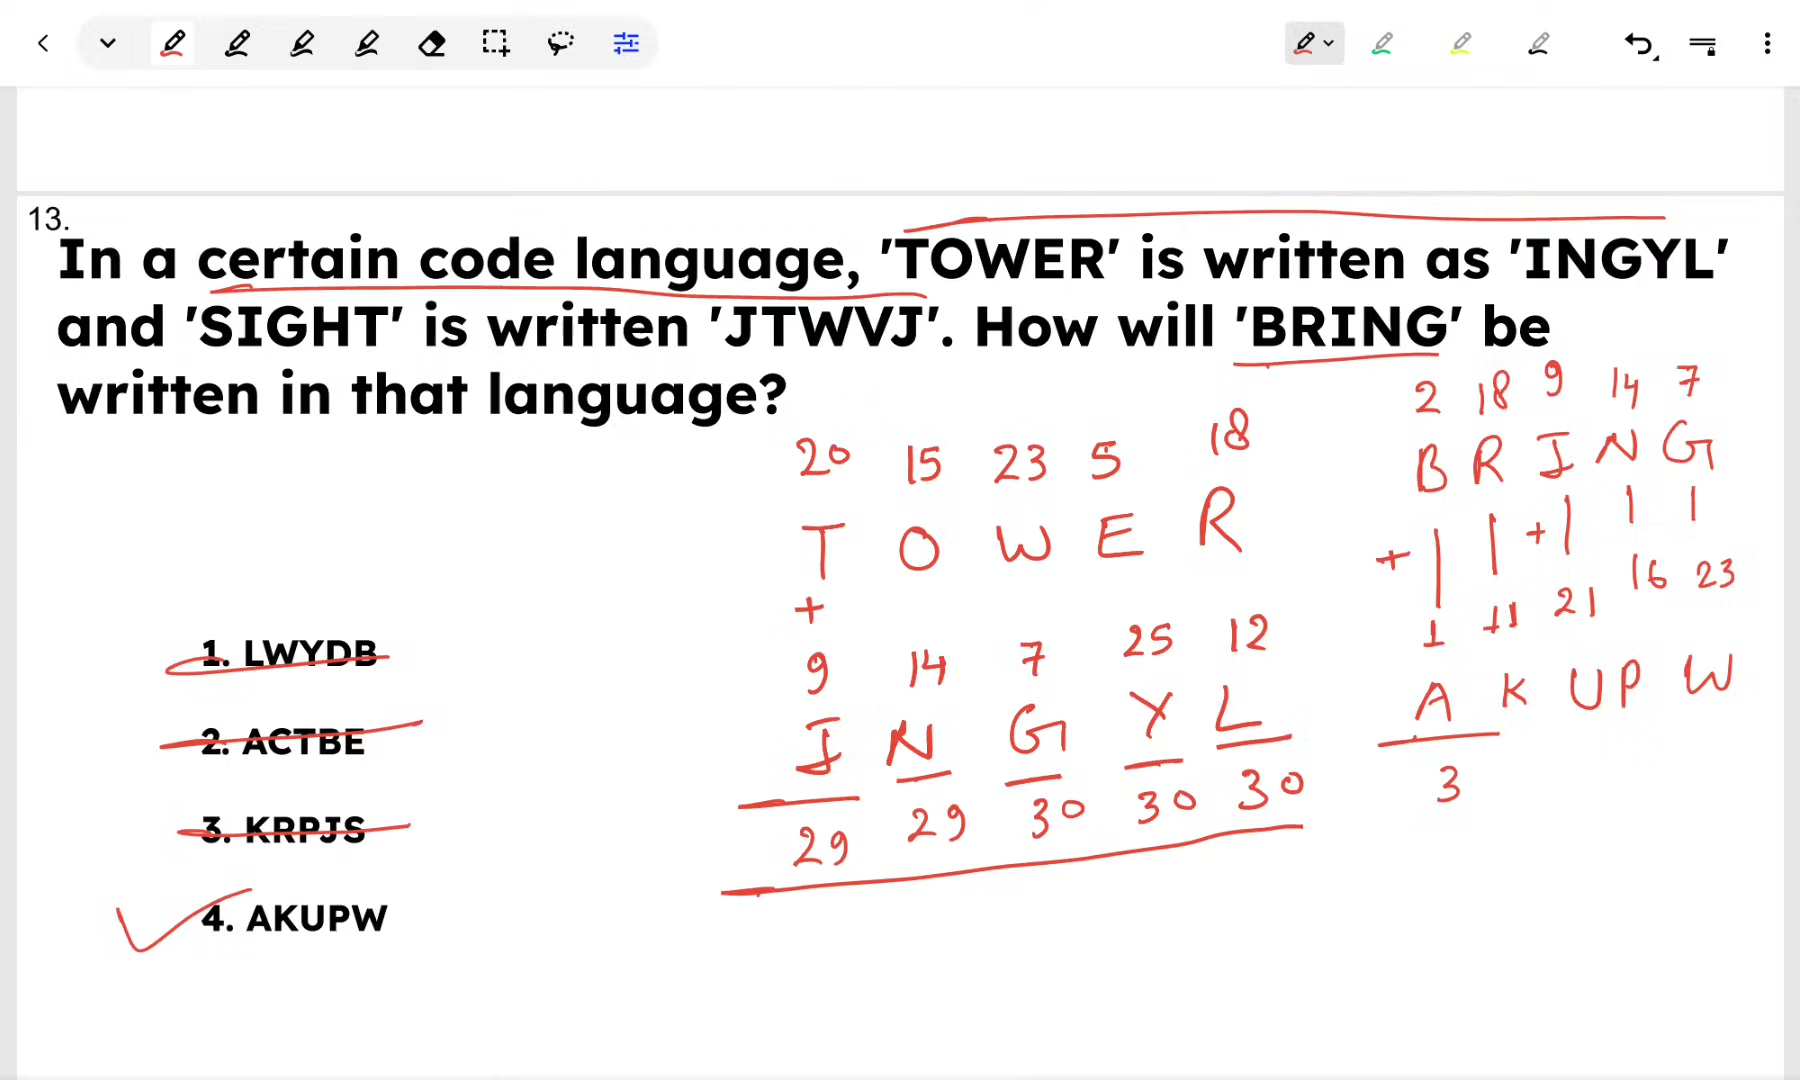 13.
In a certain code language, 'TOWER' is written as 'INGYL'
and 'SIGHT' is written 'JTWVJ'. How will 'BRING' be
written in that language?
20 15 23 5 18
T O W E R
+
9 14 7 25 12
I N G Y L
29 29 30 30 30
2 18 9 14 7
B R I N G
+ +
1 11 21 16 23
A K U P W
3
1. LWYDB
2. ACTBE
3. KRPJS
4. AKUPW